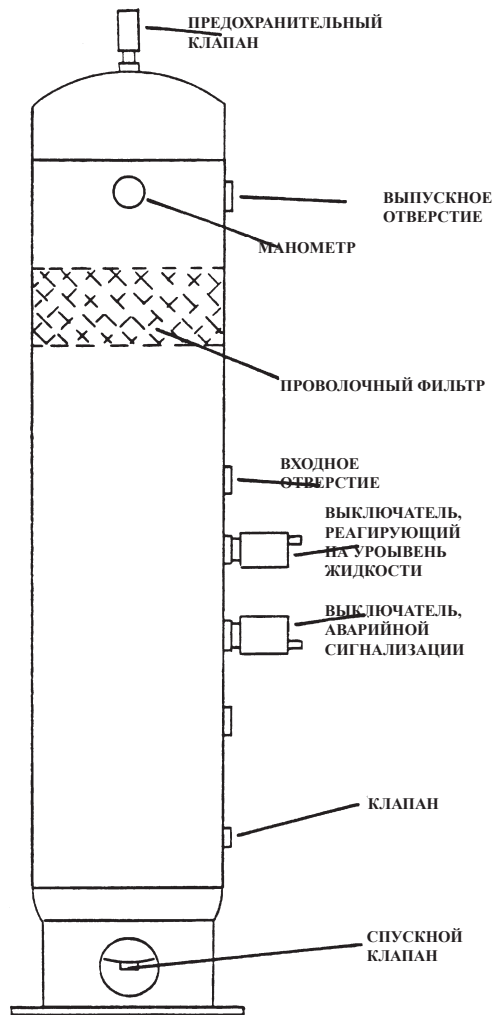 ПРЕДОХРАНИТЕЛЬНЫЙ
КЛАПАН
ВЫПУСКНОЕ
ОТВЕРСТИЕ
МАНОМЕТР
ПРОВОЛОЧНЫЙ ФИЛЬТР
ВХОДНОЕ
ОТВЕРСТИЕ
ВЫКЛЮЧАТЕЛЬ,
РЕАГИРУЮЩИЙ
НА УРОЫВЕНЬ
ЖИДКОСТИ
ВЫКЛЮЧАТЕЛЬ,
АВАРИЙНОЙ
СИГНАЛИЗАЦИИ
КЛАПАН
СПУСКНОЙ
КЛАПАН